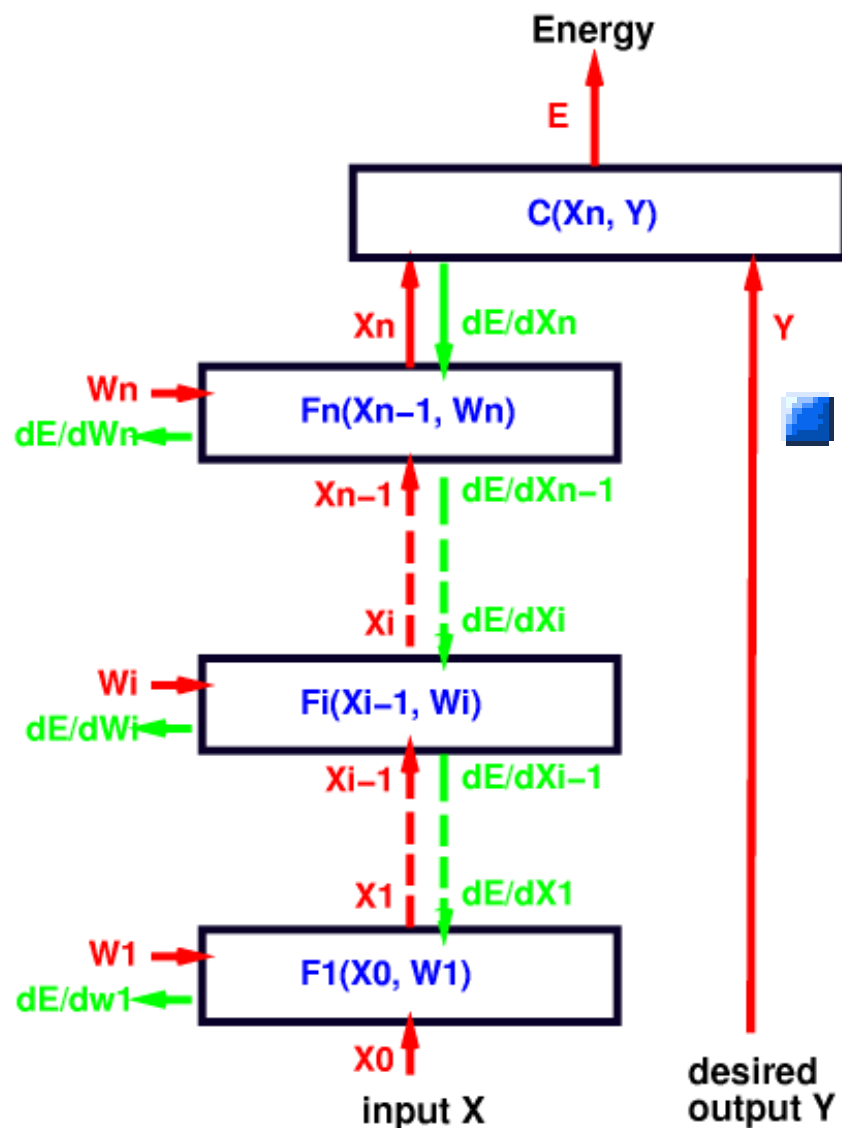 Energy
E
C(Xn, Y)
Xn
dE/dXn
Y
Wn
Fn(Xn−1, Wn)
dE/dWn
Xn−1
dE/dXn−1
Xi
dE/dXi
Wi
Fi(Xi−1, Wi)
dE/dWi
Xi−1
dE/dXi−1
X1
dE/dX1
W1
F1(X0, W1)
dE/dw1
X0
input X
desired
output Y